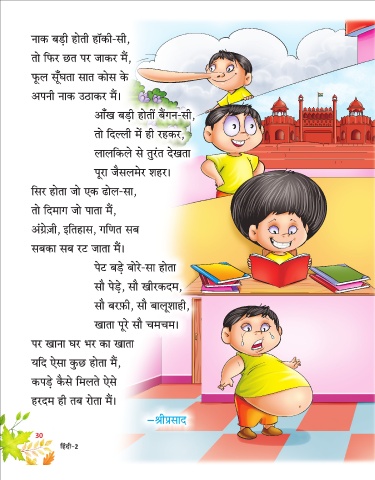 नाक बड़ी होती हॉकी-सी,
तो फिर छत पर जाकर मैं,
फूल सूँघता सात कोस के
अपनी नाक उठाकर मैं।
आँख बड़ी होतीं बैंगन-सी,
तो दिल्ली में ही रहकर,
लालकिले से तुरंत देखता
पूरा जैसलमेर शहर।
सिर होता जो एक ढोल-सा,
तो दिमाग जो पाता मैं,
अंग्रेज़ी, इतिहास, गणित सब
सबका सब रट जाता मैं।
पेट बड़े बोरे-सा होता
सौ पेड़े, सौ खीरकदम,
सौ बरफ़ी, सौ बालूशाही,
खाता पूरे सौ चमचम।
पर खाना घर भर का खाता
यदि ऐसा कुछ होता मैं,
कपड़े कैसे मिलते ऐसे
हरदम ही तब रोता मैं।
–श्रीप्रसाद
30
हिंदी-2